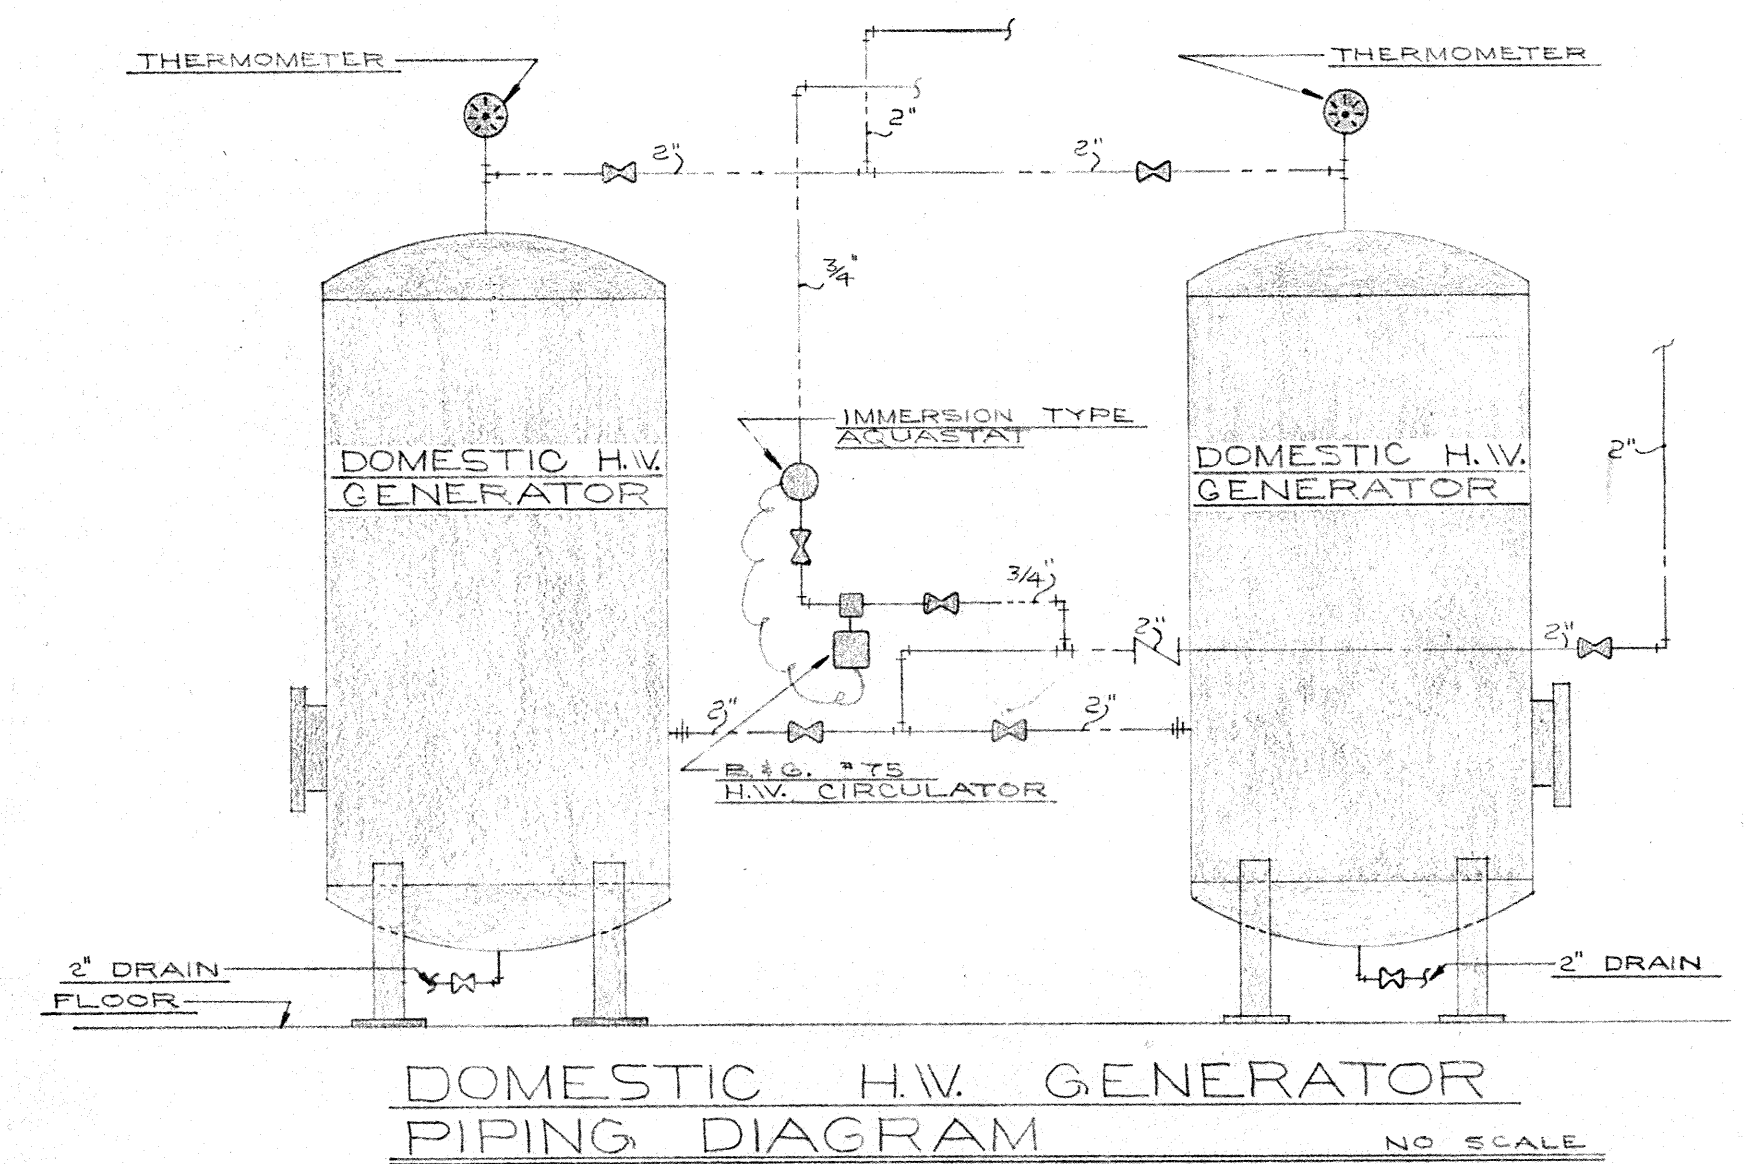 THERMOMETER
THERMOMETER
2"
2"
2"
3/4"
IMMERSION TYPE
AQUASTAT
DOMESTIC H.W.
GENERATOR
DOMESTIC H.W.
GENERATOR
2"
3/4"
2"
2"
2"
2"
B.&G. #75
H.W. CIRCULATOR
2" DRAIN
2" DRAIN
FLOOR
DOMESTIC H.W. GENERATOR
PIPING DIAGRAM
NO SCALE